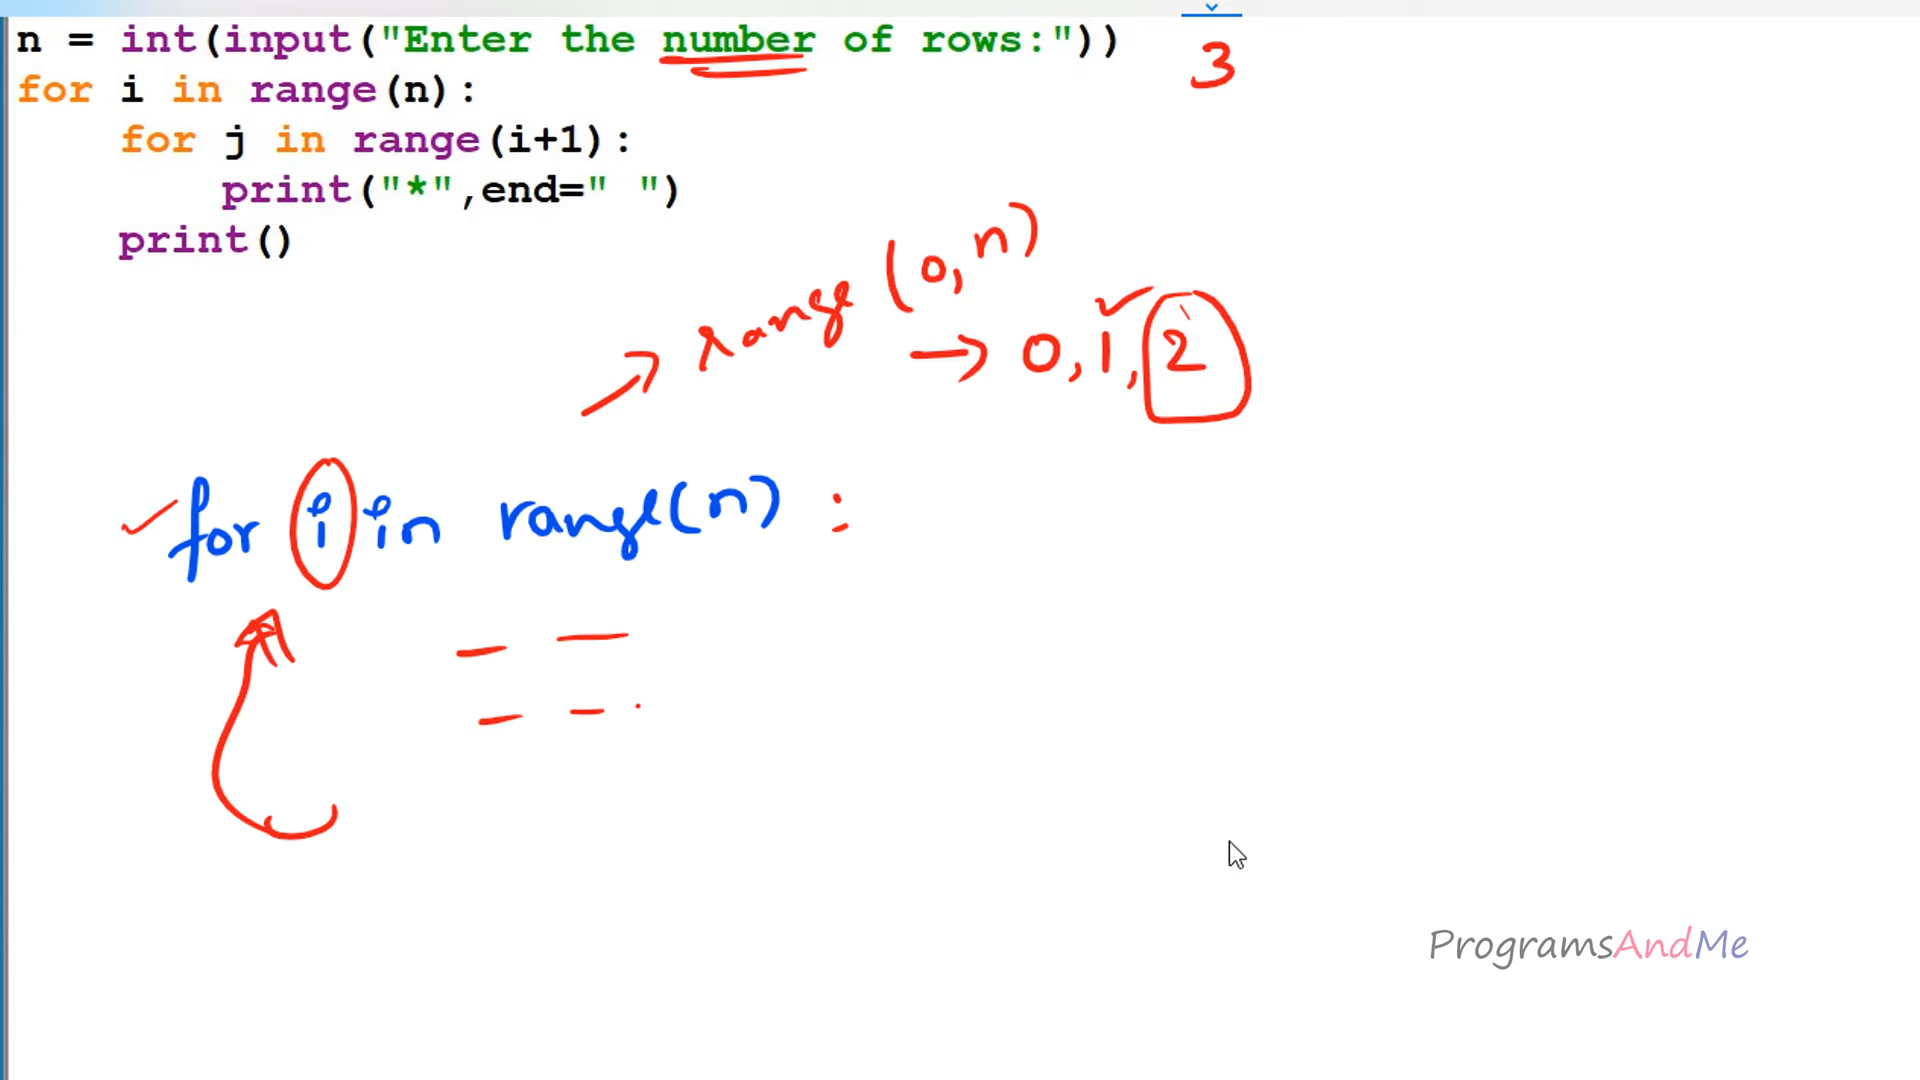 n = int(input("Enter the number of rows:"))
3
for i in range(n):
    for j in range(i+1):
        print("*",end=" ")
    print()
range (0, n)
→ 0, 1, 2
for i in range(n) :
ProgramsAndMe